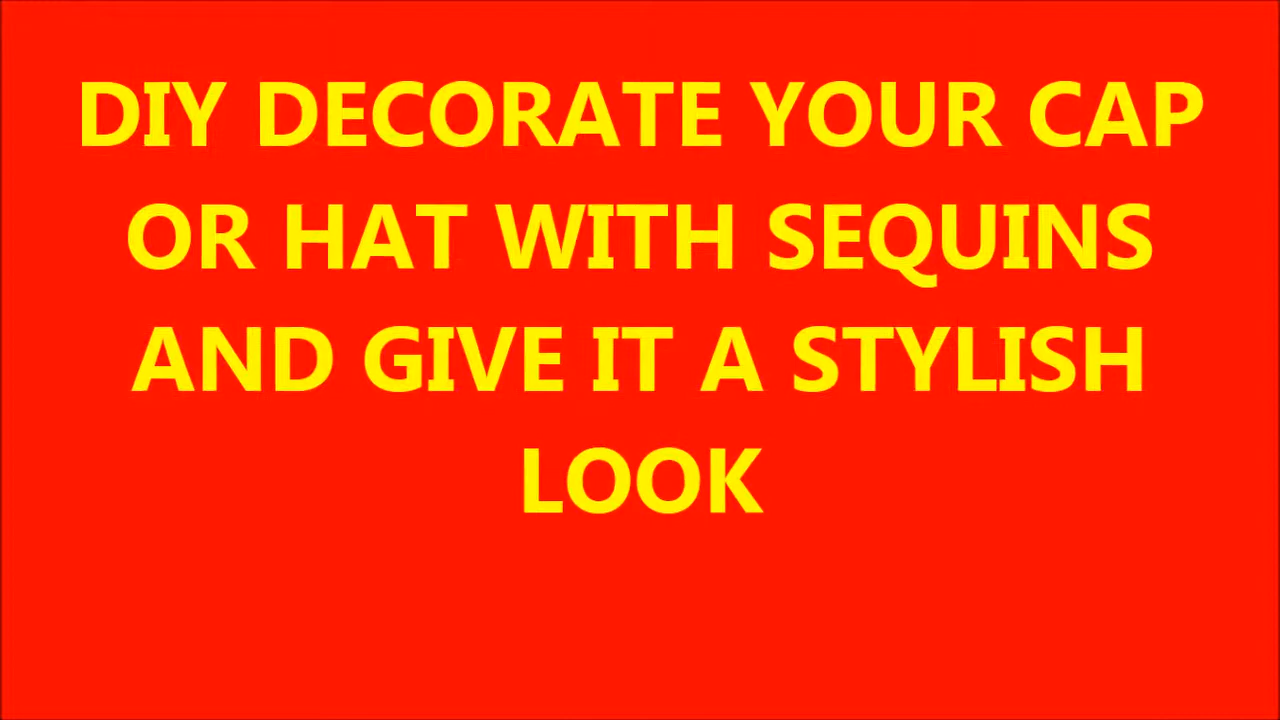 DIY DECORATE YOUR CAP
OR HAT WITH SEQUINS
AND GIVE IT A STYLISH
LOOK